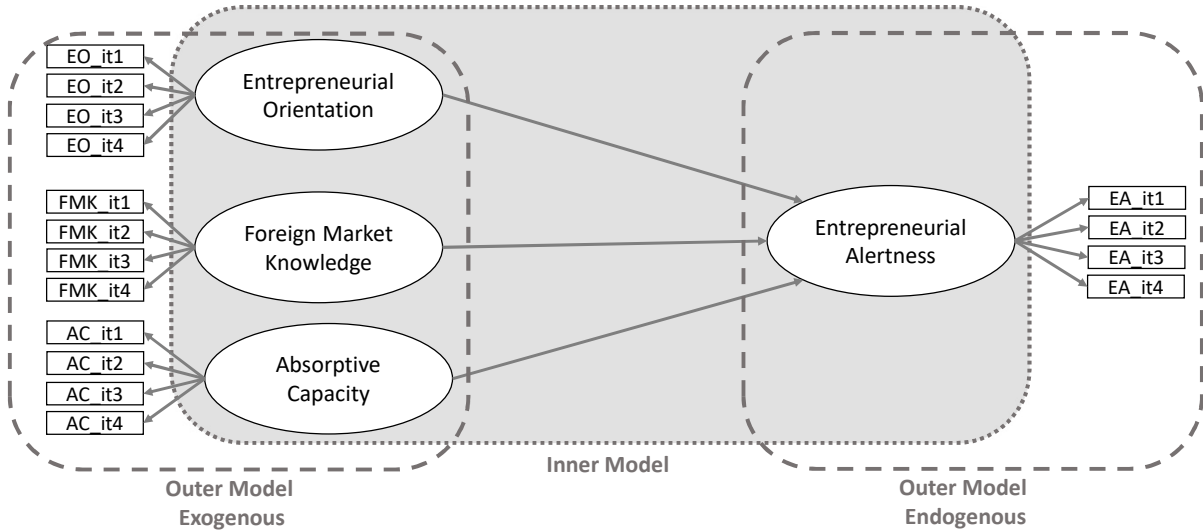 EO_it1
EO_it2
EO_it3
EO_it4
Entrepreneurial
Orientation
FMK_it1
FMK_it2
FMK_it3
FMK_it4
Foreign Market
Knowledge
AC_it1
AC_it2
AC_it3
AC_it4
Absorptive
Capacity
Entrepreneurial
Alertness
EA_it1
EA_it2
EA_it3
EA_it4
Inner Model
Outer Model
Exogenous
Outer Model
Endogenous